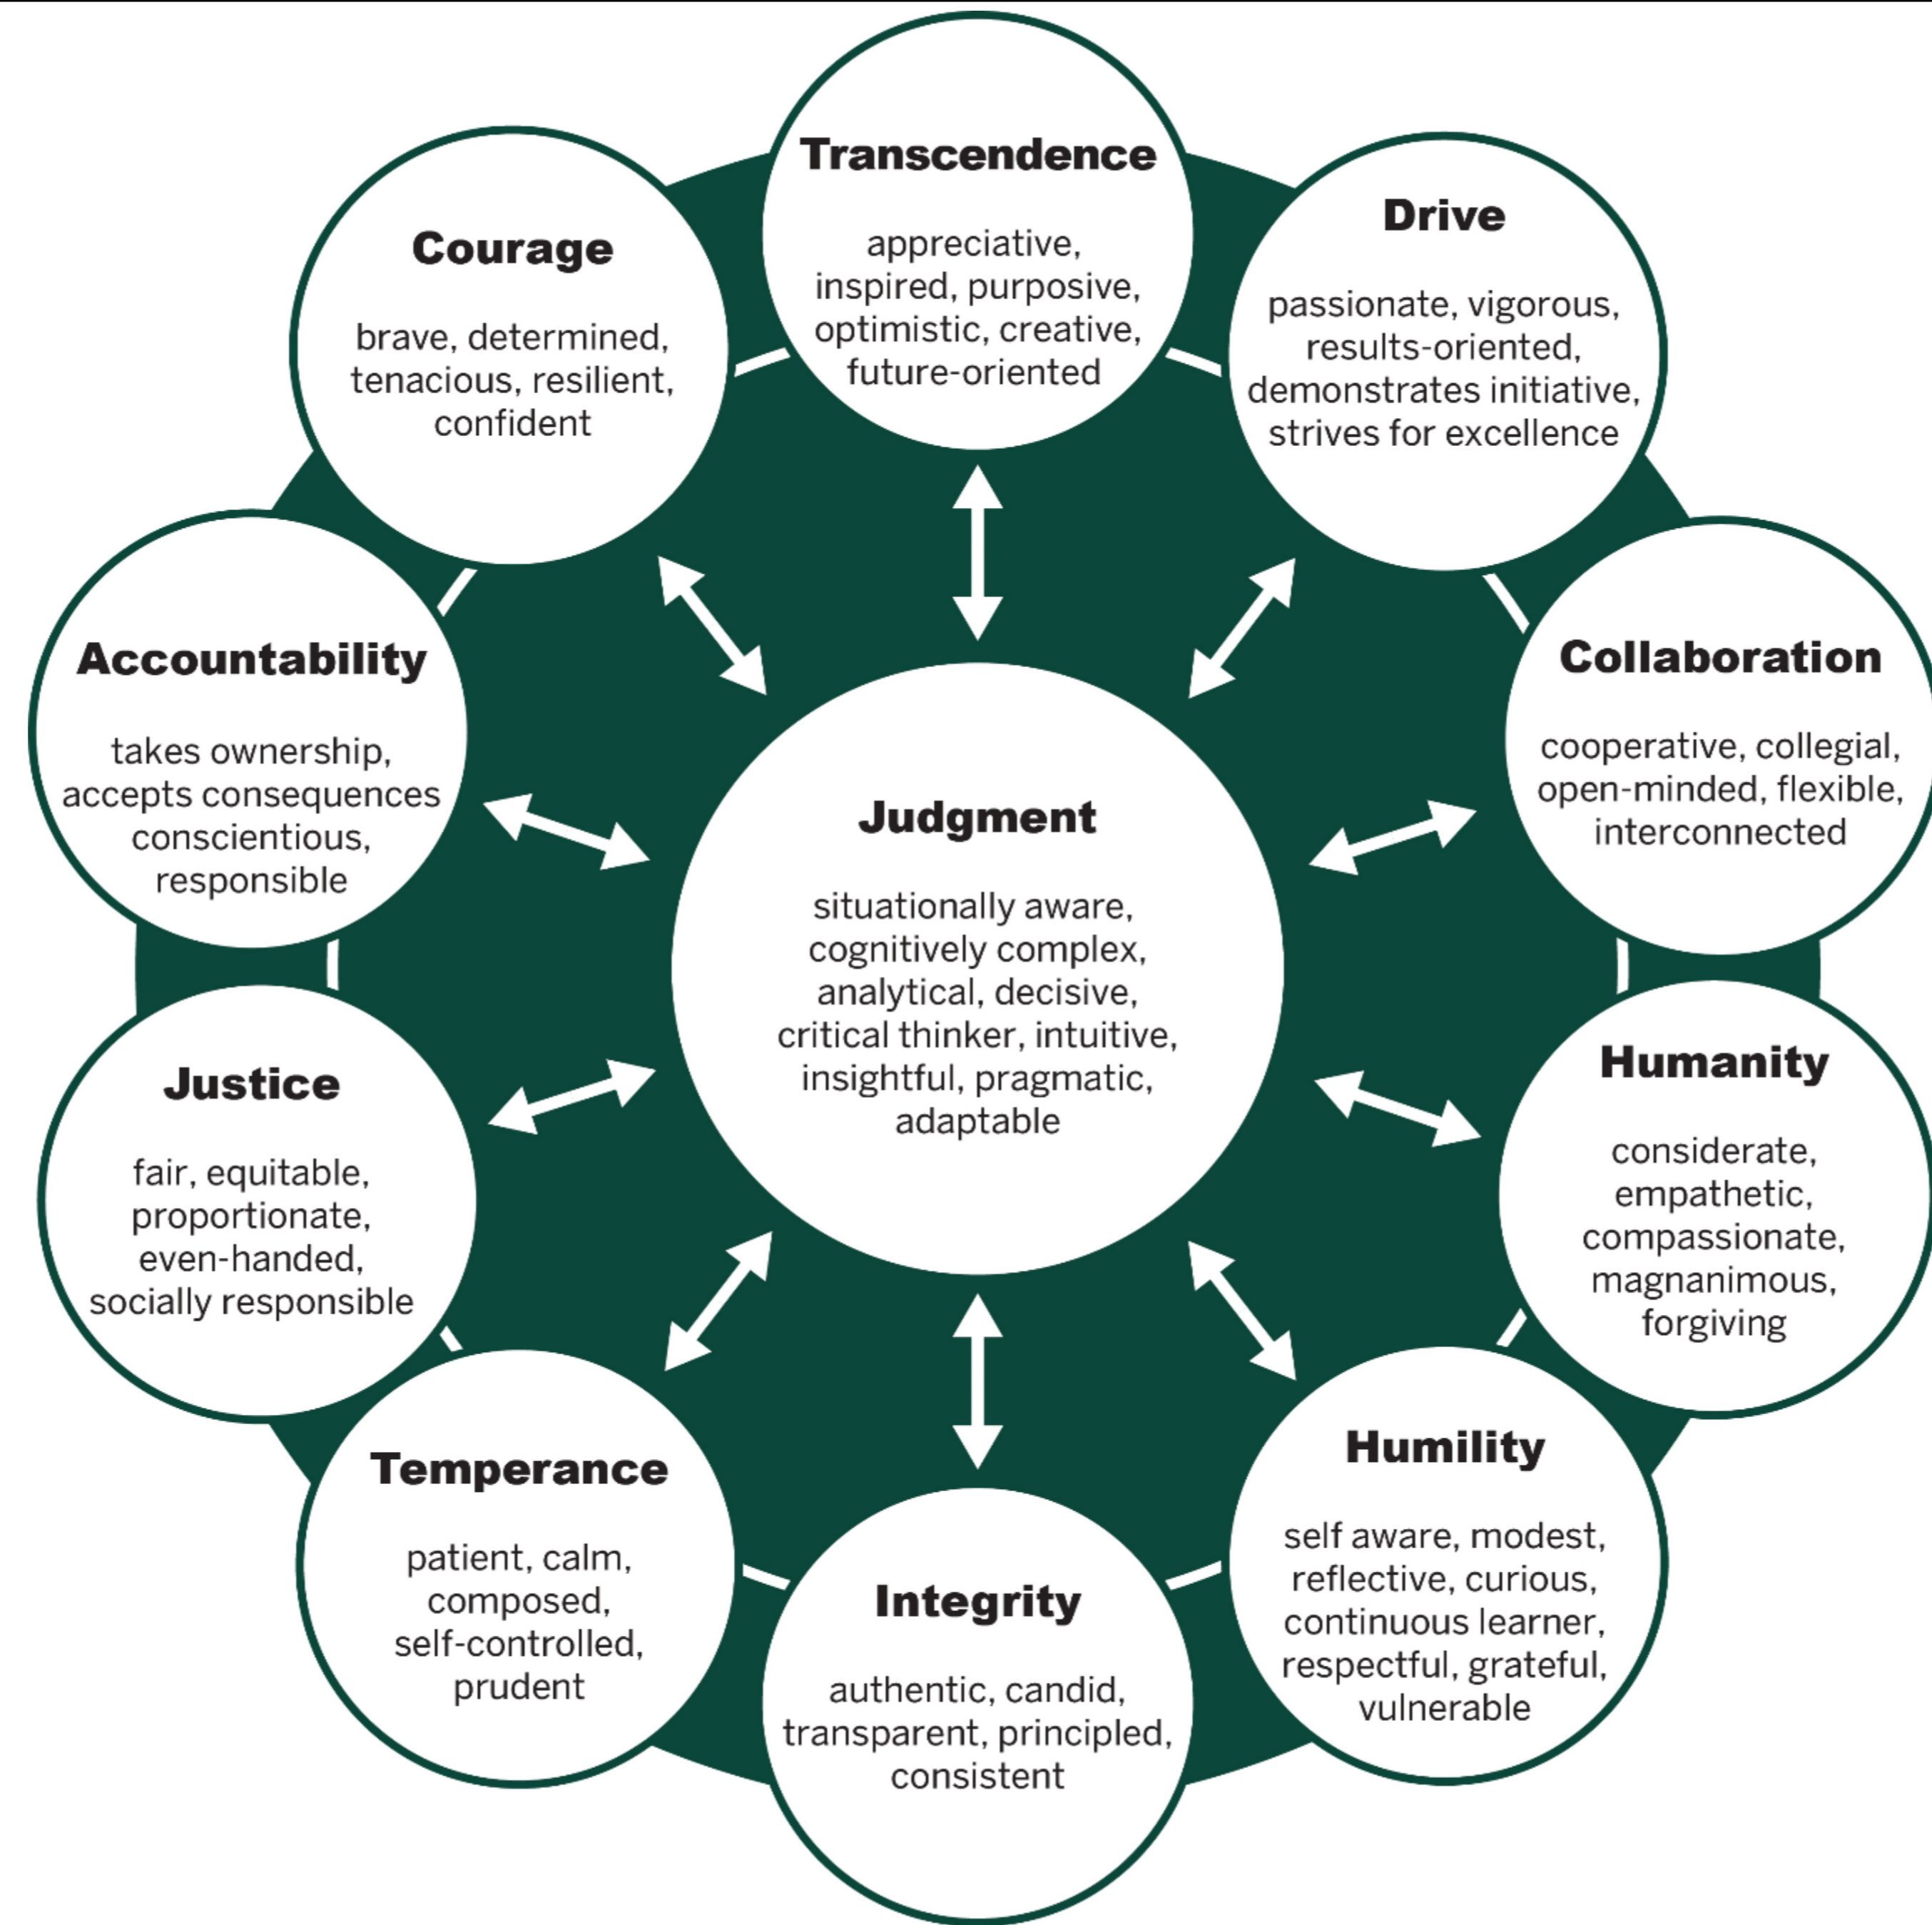 Transcendence
appreciative,
inspired, purposive,
optimistic, creative,
future-oriented
Drive
passionate, vigorous,
results-oriented,
demonstrates initiative,
strives for excellence
Collaboration
cooperative, collegial,
open-minded, flexible,
interconnected
Humanity
considerate,
empathetic,
compassionate,
magnanimous,
forgiving
Humility
self aware, modest,
reflective, curious,
continuous learner,
respectful, grateful,
vulnerable
Integrity
authentic, candid,
transparent, principled,
consistent
Temperance
patient, calm,
composed,
self-controlled,
prudent
Justice
fair, equitable,
proportionate,
even-handed,
socially responsible
Accountability
takes ownership,
accepts consequences
conscientious,
responsible
Courage
brave, determined,
tenacious, resilient,
confident
Judgment
situationally aware,
cognitively complex,
analytical, decisive,
critical thinker, intuitive,
insightful, pragmatic,
adaptable